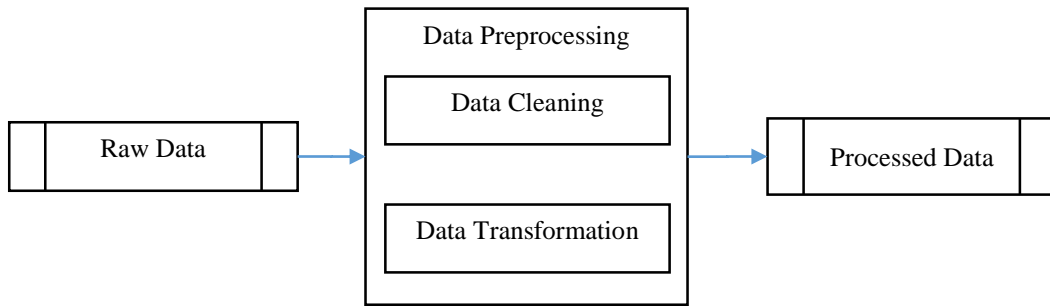 Raw Data
Data Preprocessing
Data Cleaning
Data Transformation
Processed Data